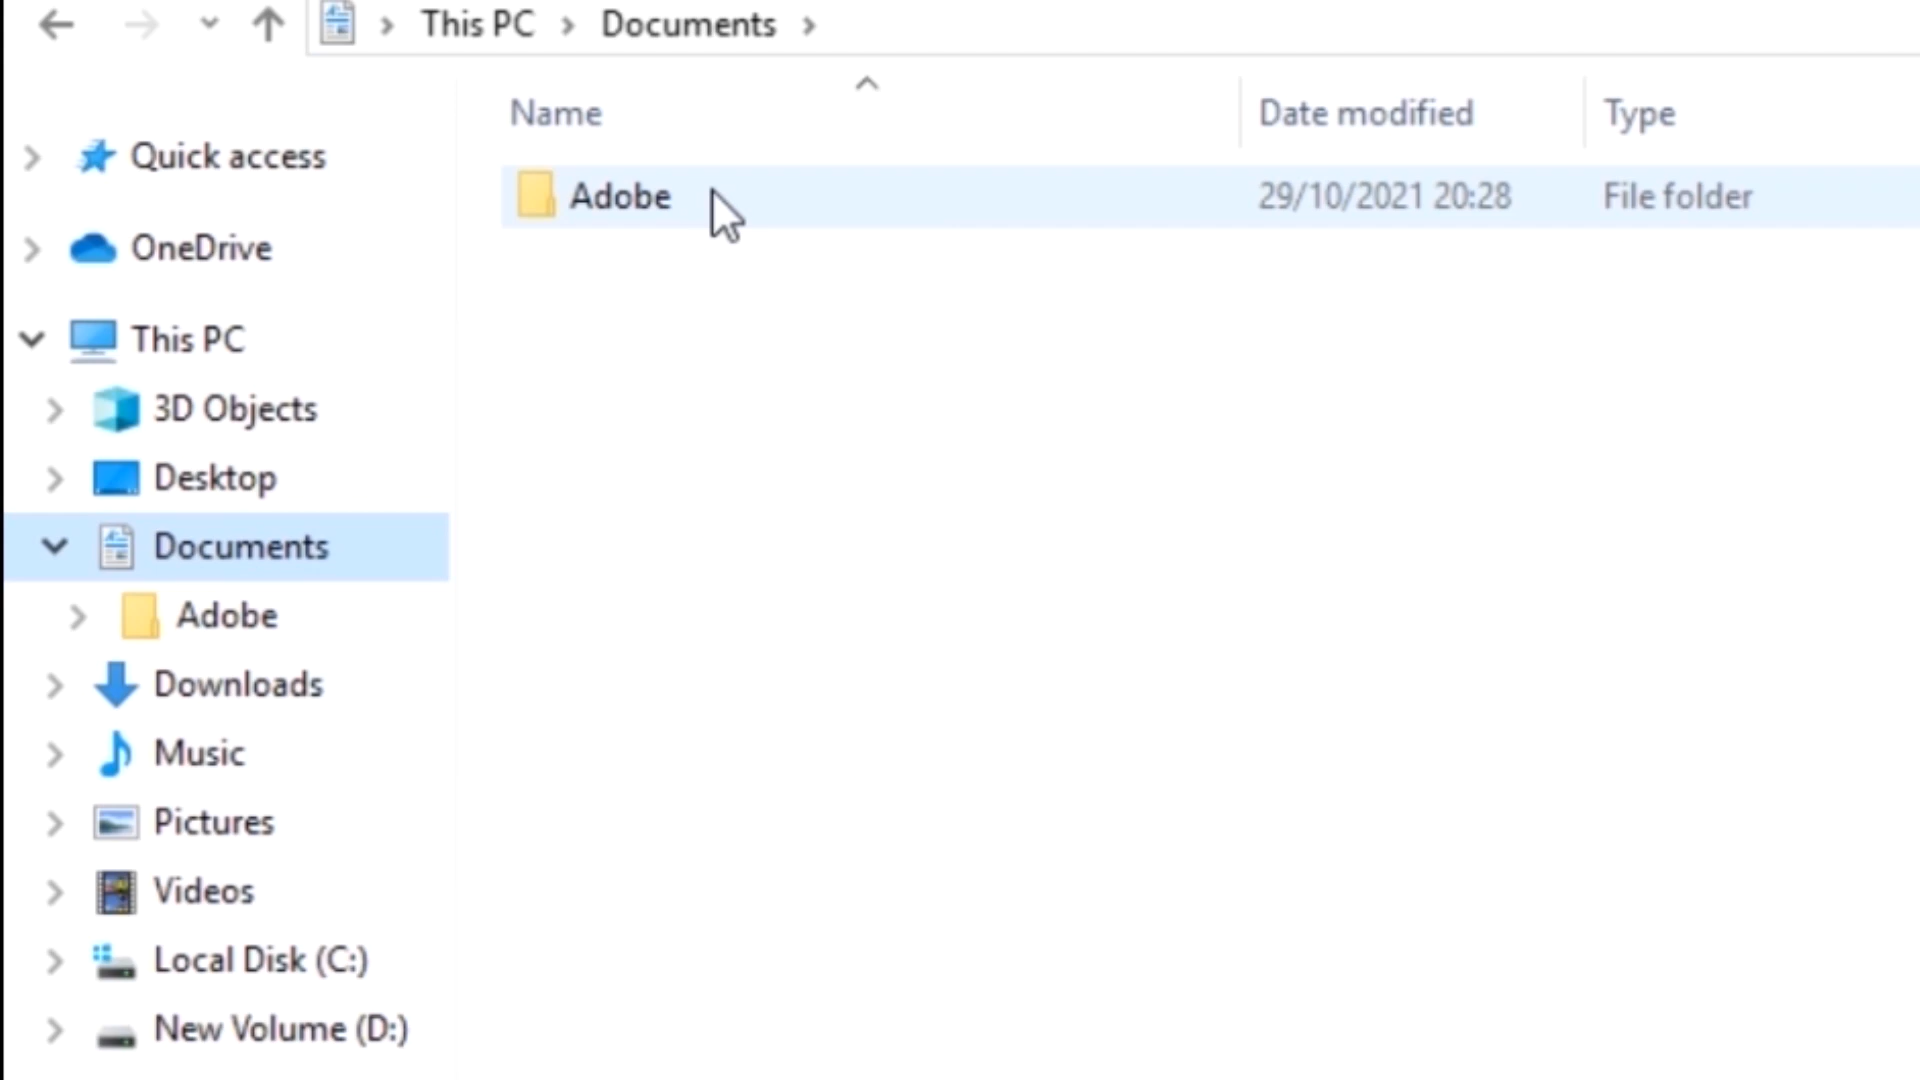 This PC > Documents >
Name Date modified Type
Adobe 29/10/2021 20:28 File folder
Quick access
OneDrive
This PC
3D Objects
Desktop
Documents
Adobe
Downloads
Music
Pictures
Videos
Local Disk (C:)
New Volume (D:)